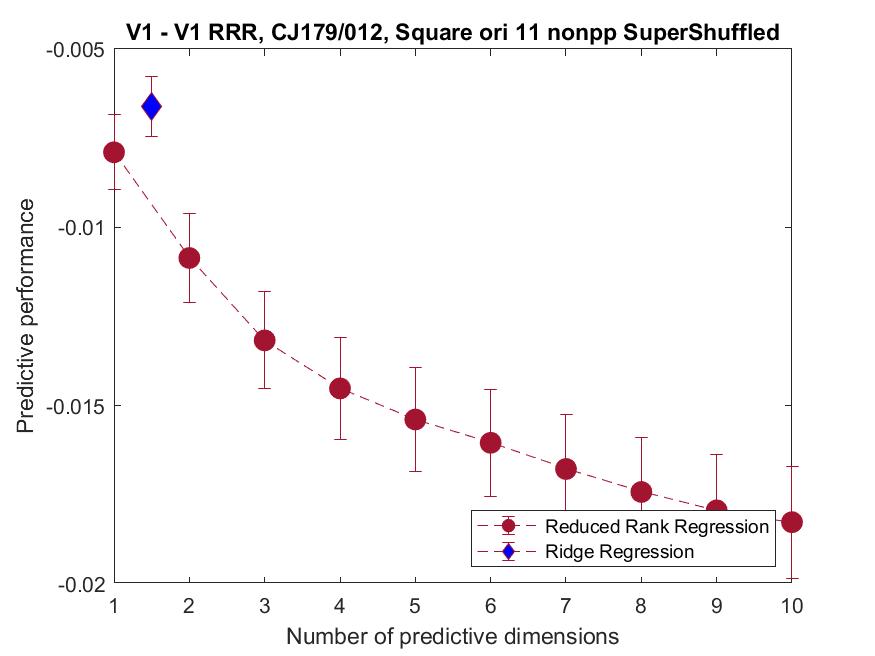 V1 - V1 RRR, CJ179/012, Square ori 11 nonpp SuperShuffled
Predictive performance
-0.005
-0.01
-0.015
-0.02
Reduced Rank Regression
Ridge Regression
1 2 3 4 5 6 7 8 9 10
Number of predictive dimensions